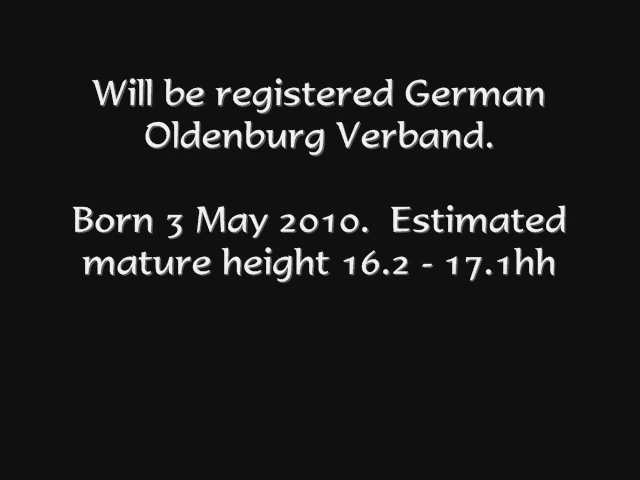 Will be registered German
Oldenburg Verband.
Born 3 May 2010.  Estimated
mature height 16.2 - 17.1hh